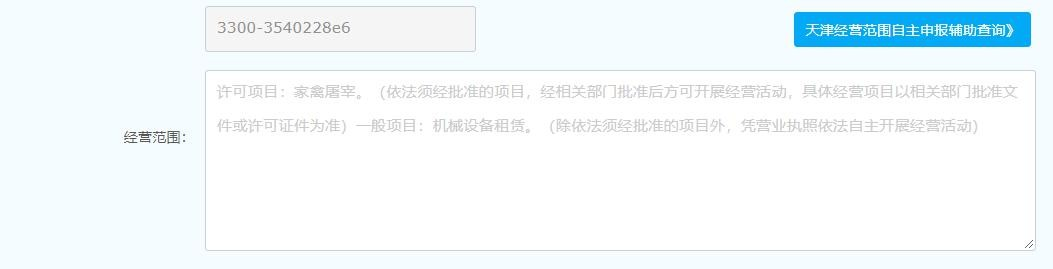 3300-3540228e6
天津经营范围自主申报辅助查询》
许可项目：家禽屠宰。（依法须经批准的项目，经相关部门批准后方可开展经营活动，具体经营项目以相关部门批准文
件或许可证件为准）一般项目：机械设备租赁。（除依法须经批准的项目外，凭营业执照依法自主开展经营活动）
经营范围：